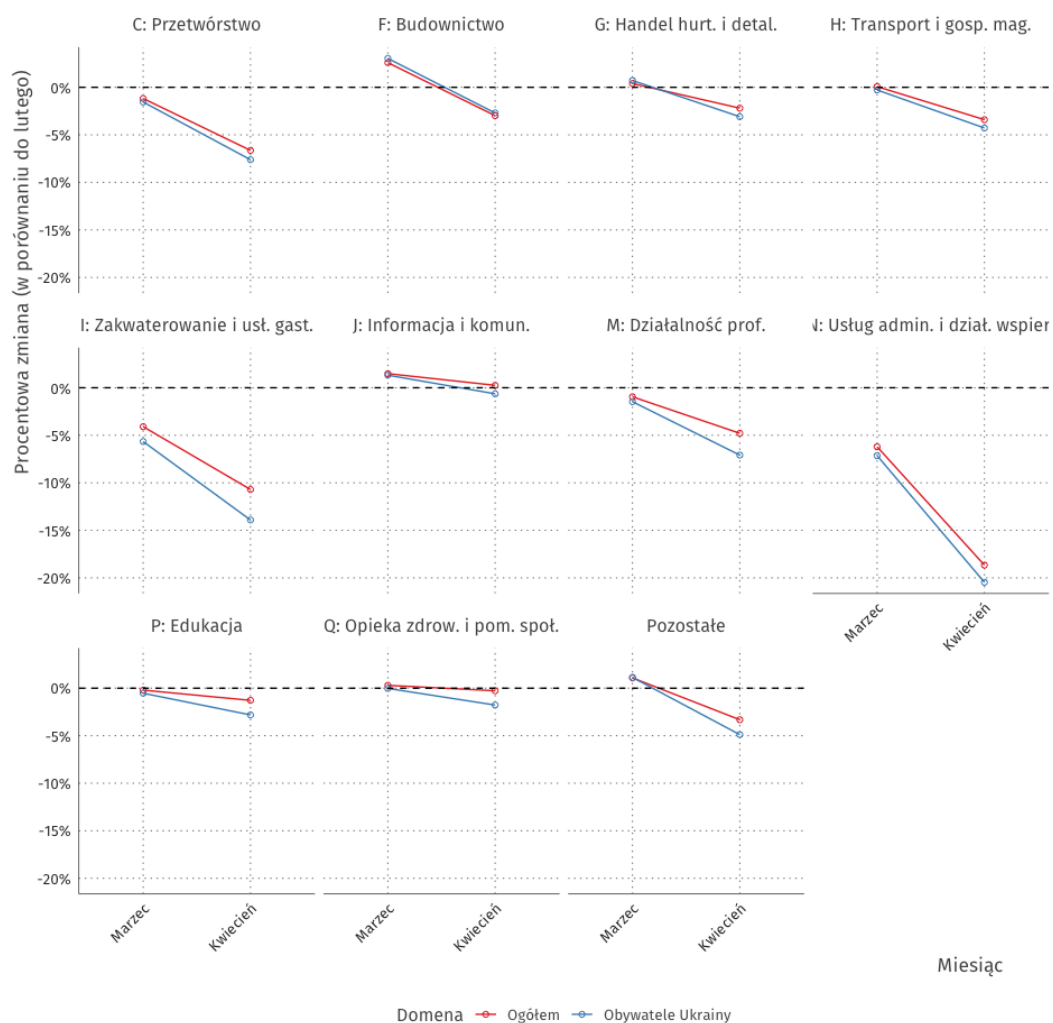 C: Przetwórstwo
F: Budownictwo
G: Handel hurt. i detal.
H: Transport i gosp. mag.
0%
-5%
-10%
-15%
-20%
Procentowa zmiana (w porównaniu do lutego)
I: Zakwaterowanie i usł. gast.
J: Informacja i komun.
M: Działalność prof.
N: Usług admin. i dział. wspier
0%
-5%
-10%
-15%
-20%
Marzec
Kwiecień
P: Edukacja
Q: Opieka zdrow. i pom. społ.
Pozostałe
0%
-5%
-10%
-15%
-20%
Marzec
Kwiecień
Marzec
Kwiecień
Marzec
Kwiecień
Miesiąc
Domena Ogółem Obywatele Ukrainy